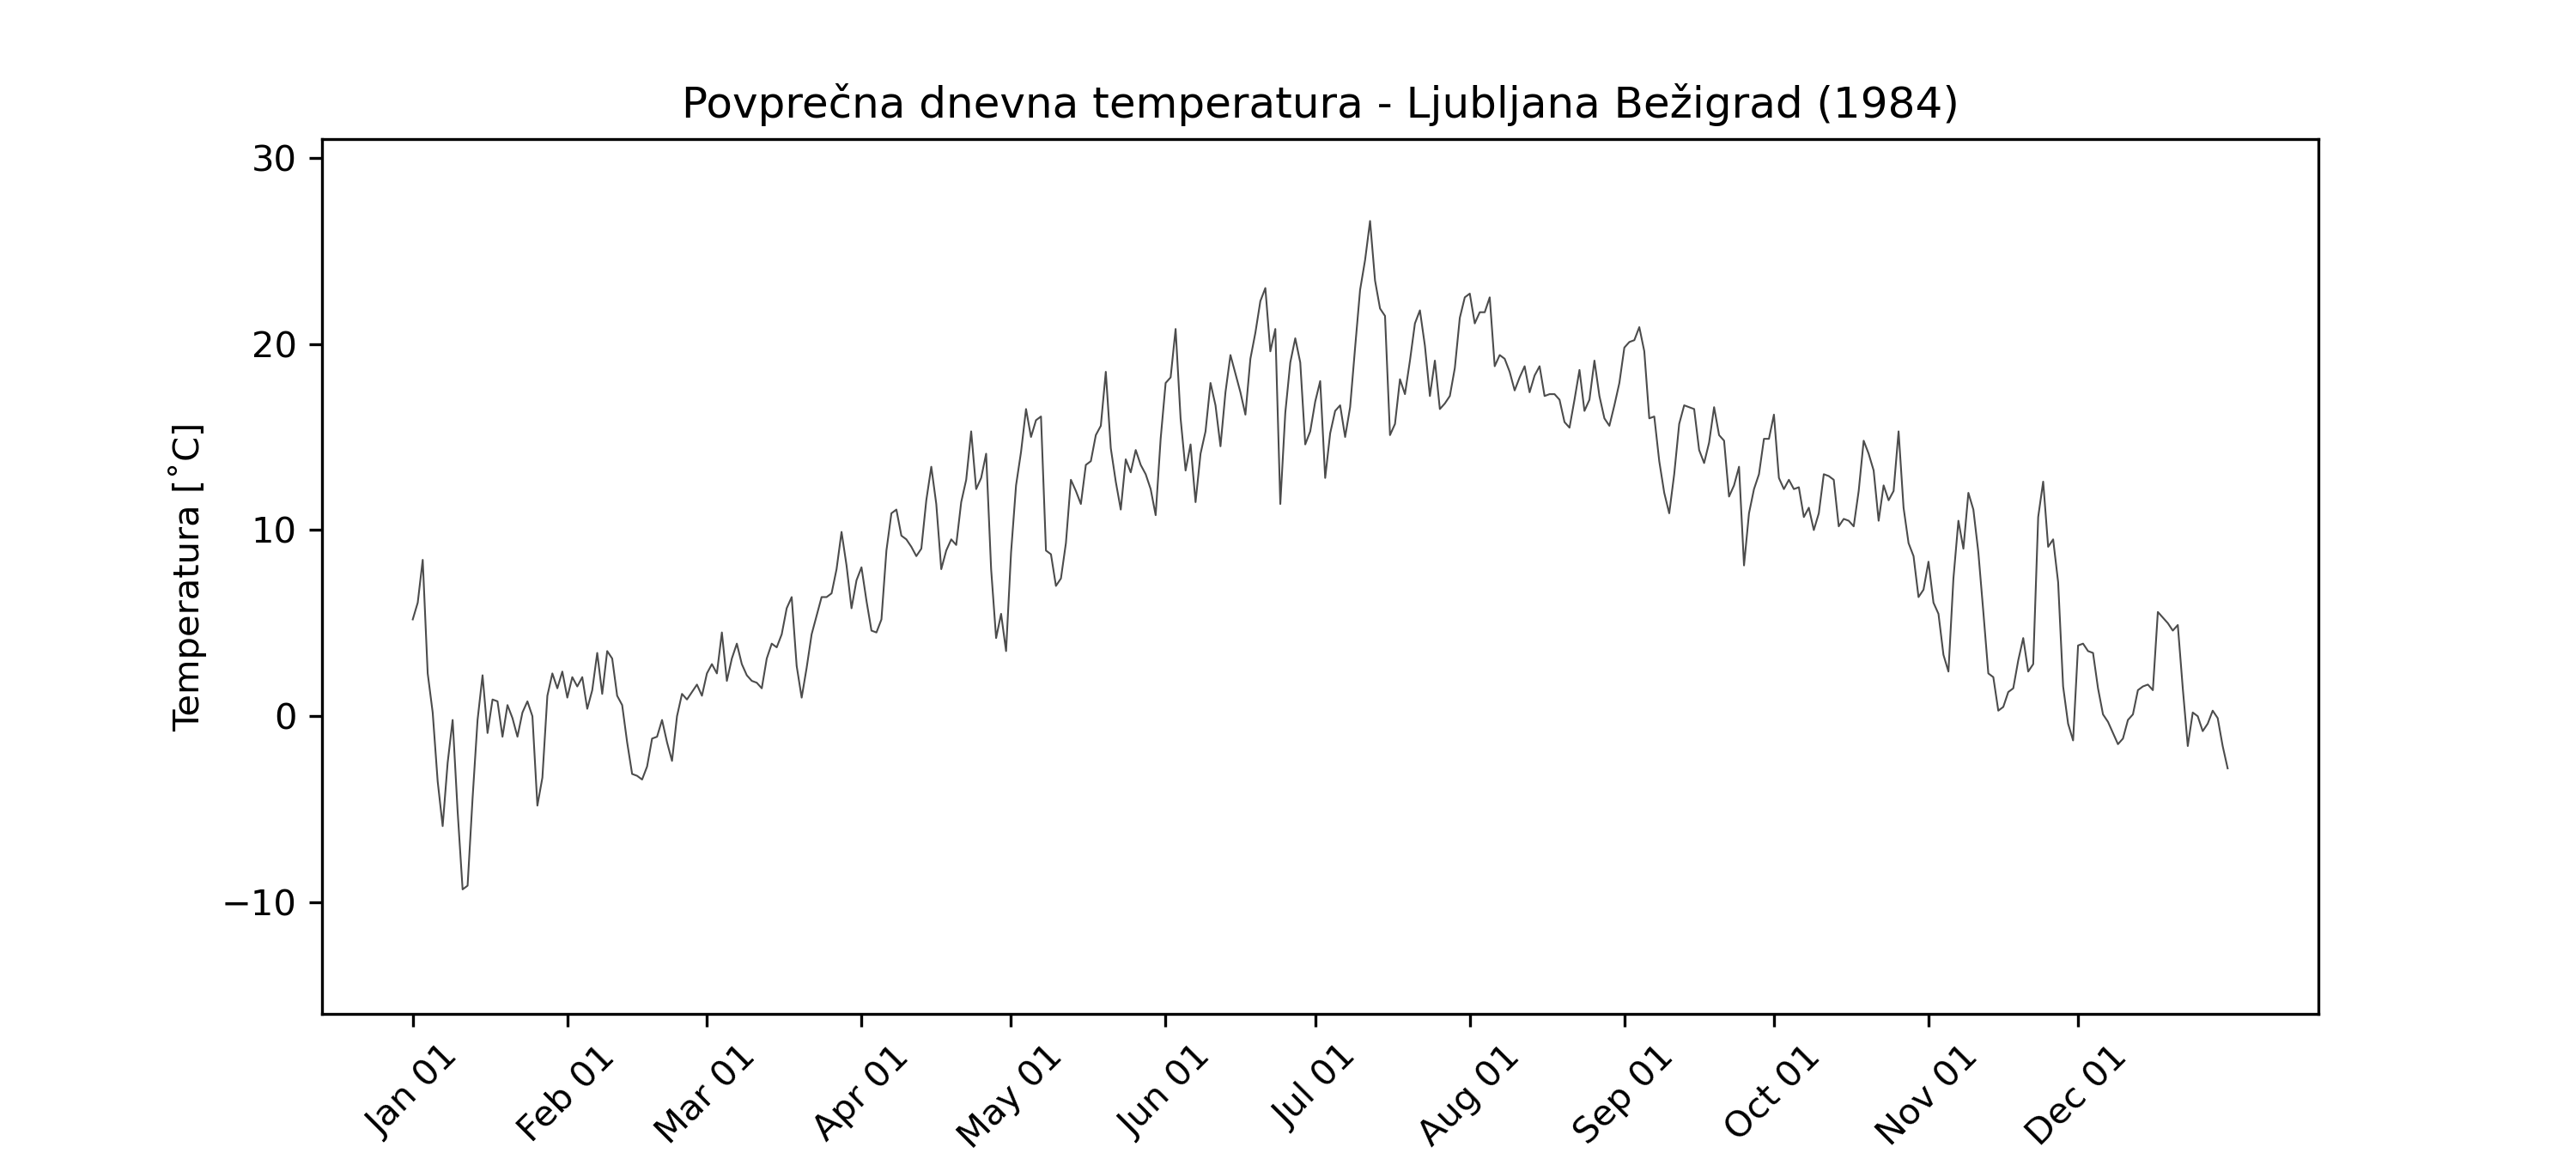 Povprečna dnevna temperatura - Ljubljana Bežigrad (1984)
Temperatura [˚C]
30
20
10
0
−10
Jan 01
Feb 01
Mar 01
Apr 01
May 01
Jun 01
Jul 01
Aug 01
Sep 01
Oct 01
Nov 01
Dec 01